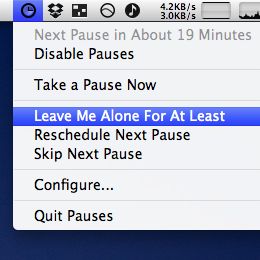 4.2KB/s
3.0KB/s
Next Pause in About 19 Minutes
Disable Pauses
Take a Pause Now
Leave Me Alone For At Least
Reschedule Next Pause
Skip Next Pause
Configure...
Quit Pauses